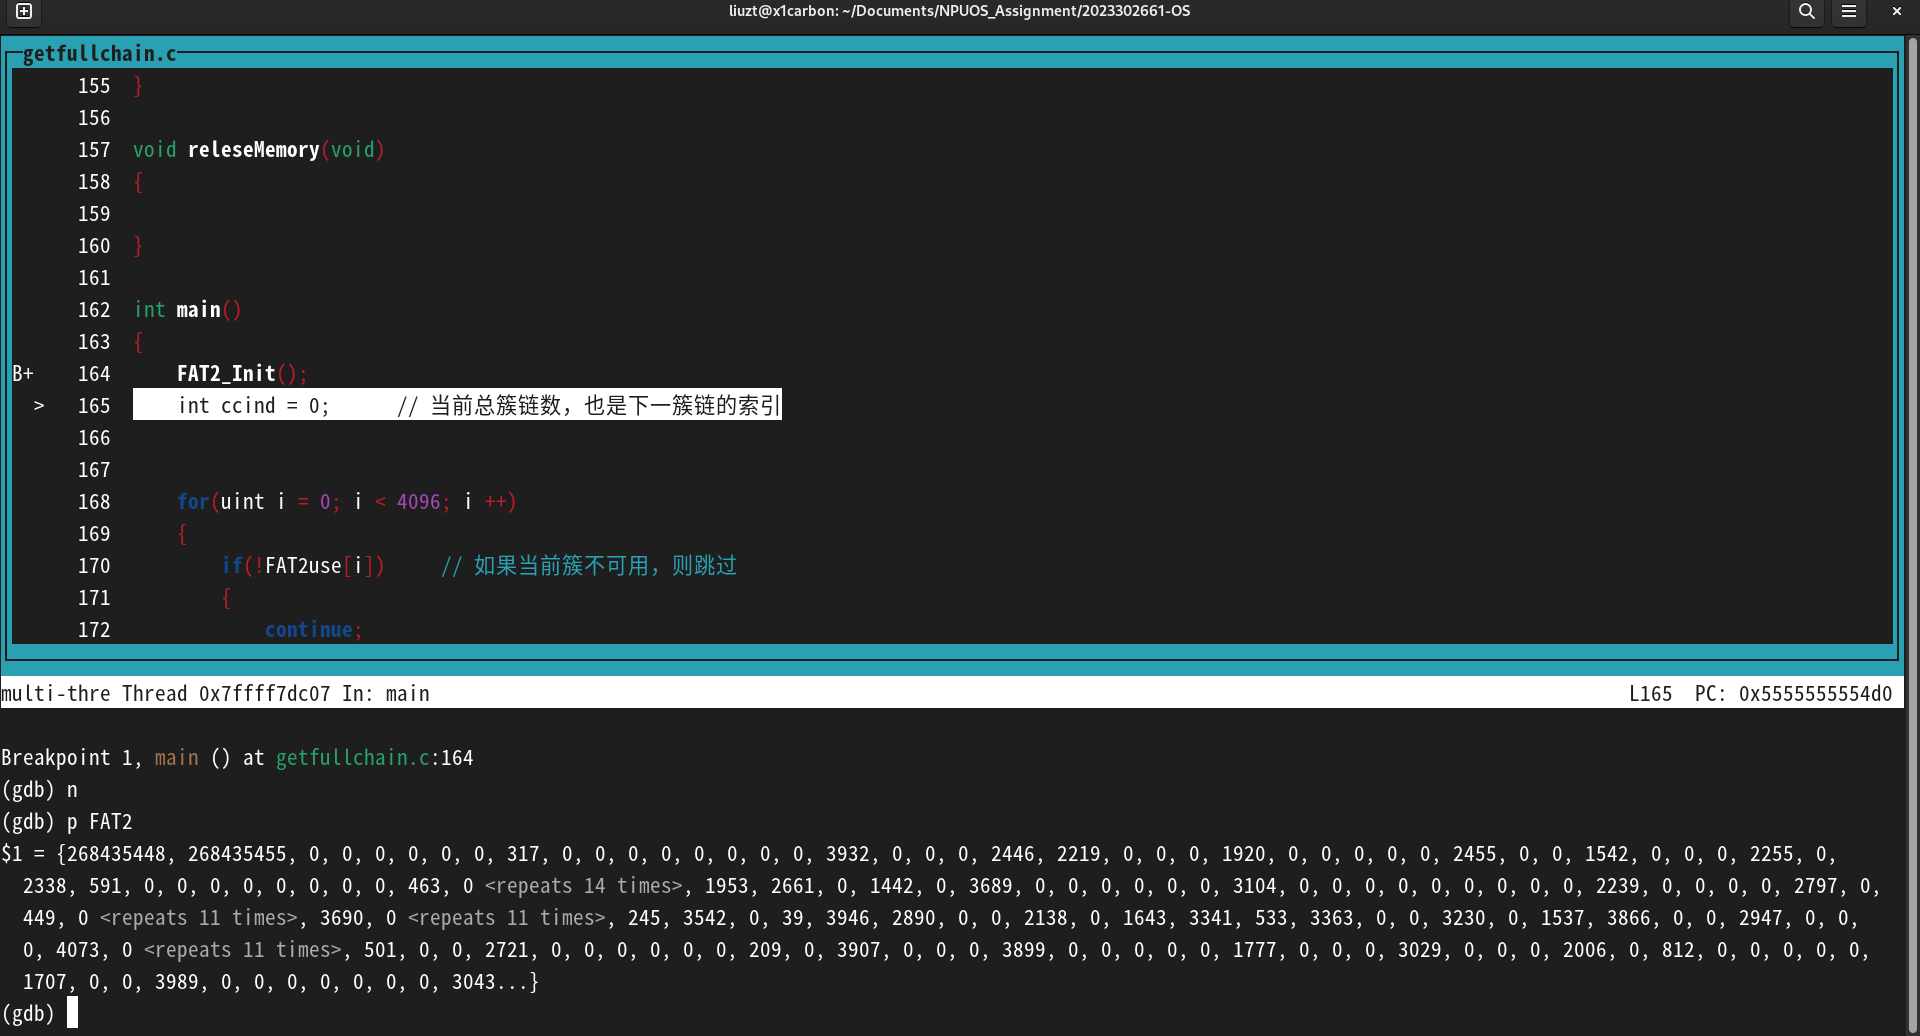 liuzt@x1carbon: ~/Documents/NPUOS_Assignment/2023302661-OS
getfullchain.c
155 }
156
157 void releseMemory(void)
158 {
159
160 }
161
162 int main()
163 {
B+ 164 FAT2_Init();
> 165 int ccind = 0; // 当前总簇链数，也是下一簇链的索引
166
167
168 for(uint i = 0; i < 4096; i ++)
169 {
170 if(!FAT2use[i]) // 如果当前簇不可用，则跳过
171 {
172 continue;
multi-thre Thread 0x7ffff7dc07 In: main L165 PC: 0x5555555554d0
Breakpoint 1, main () at getfullchain.c:164
(gdb) n
(gdb) p FAT2
$1 = {268435448, 268435455, 0, 0, 0, 0, 0, 0, 317, 0, 0, 0, 0, 0, 0, 0, 0, 3932, 0, 0, 0, 2446, 2219, 0, 0, 0, 1920, 0, 0, 0, 0, 0, 2455, 0, 0, 1542, 0, 0, 0, 2255, 0,
2338, 591, 0, 0, 0, 0, 0, 0, 0, 0, 463, 0 <repeats 14 times>, 1953, 2661, 0, 1442, 0, 3689, 0, 0, 0, 0, 0, 0, 3104, 0, 0, 0, 0, 0, 0, 0, 0, 0, 2239, 0, 0, 0, 0, 2797, 0,
449, 0 <repeats 11 times>, 3690, 0 <repeats 11 times>, 245, 3542, 0, 39, 3946, 2890, 0, 0, 2138, 0, 1643, 3341, 533, 3363, 0, 0, 3230, 0, 1537, 3866, 0, 0, 2947, 0, 0,
0, 4073, 0 <repeats 11 times>, 501, 0, 0, 2721, 0, 0, 0, 0, 0, 0, 209, 0, 3907, 0, 0, 0, 3899, 0, 0, 0, 0, 0, 1777, 0, 0, 0, 3029, 0, 0, 0, 2006, 0, 812, 0, 0, 0, 0, 0,
1707, 0, 0, 3989, 0, 0, 0, 0, 0, 0, 0, 3043...}
(gdb)